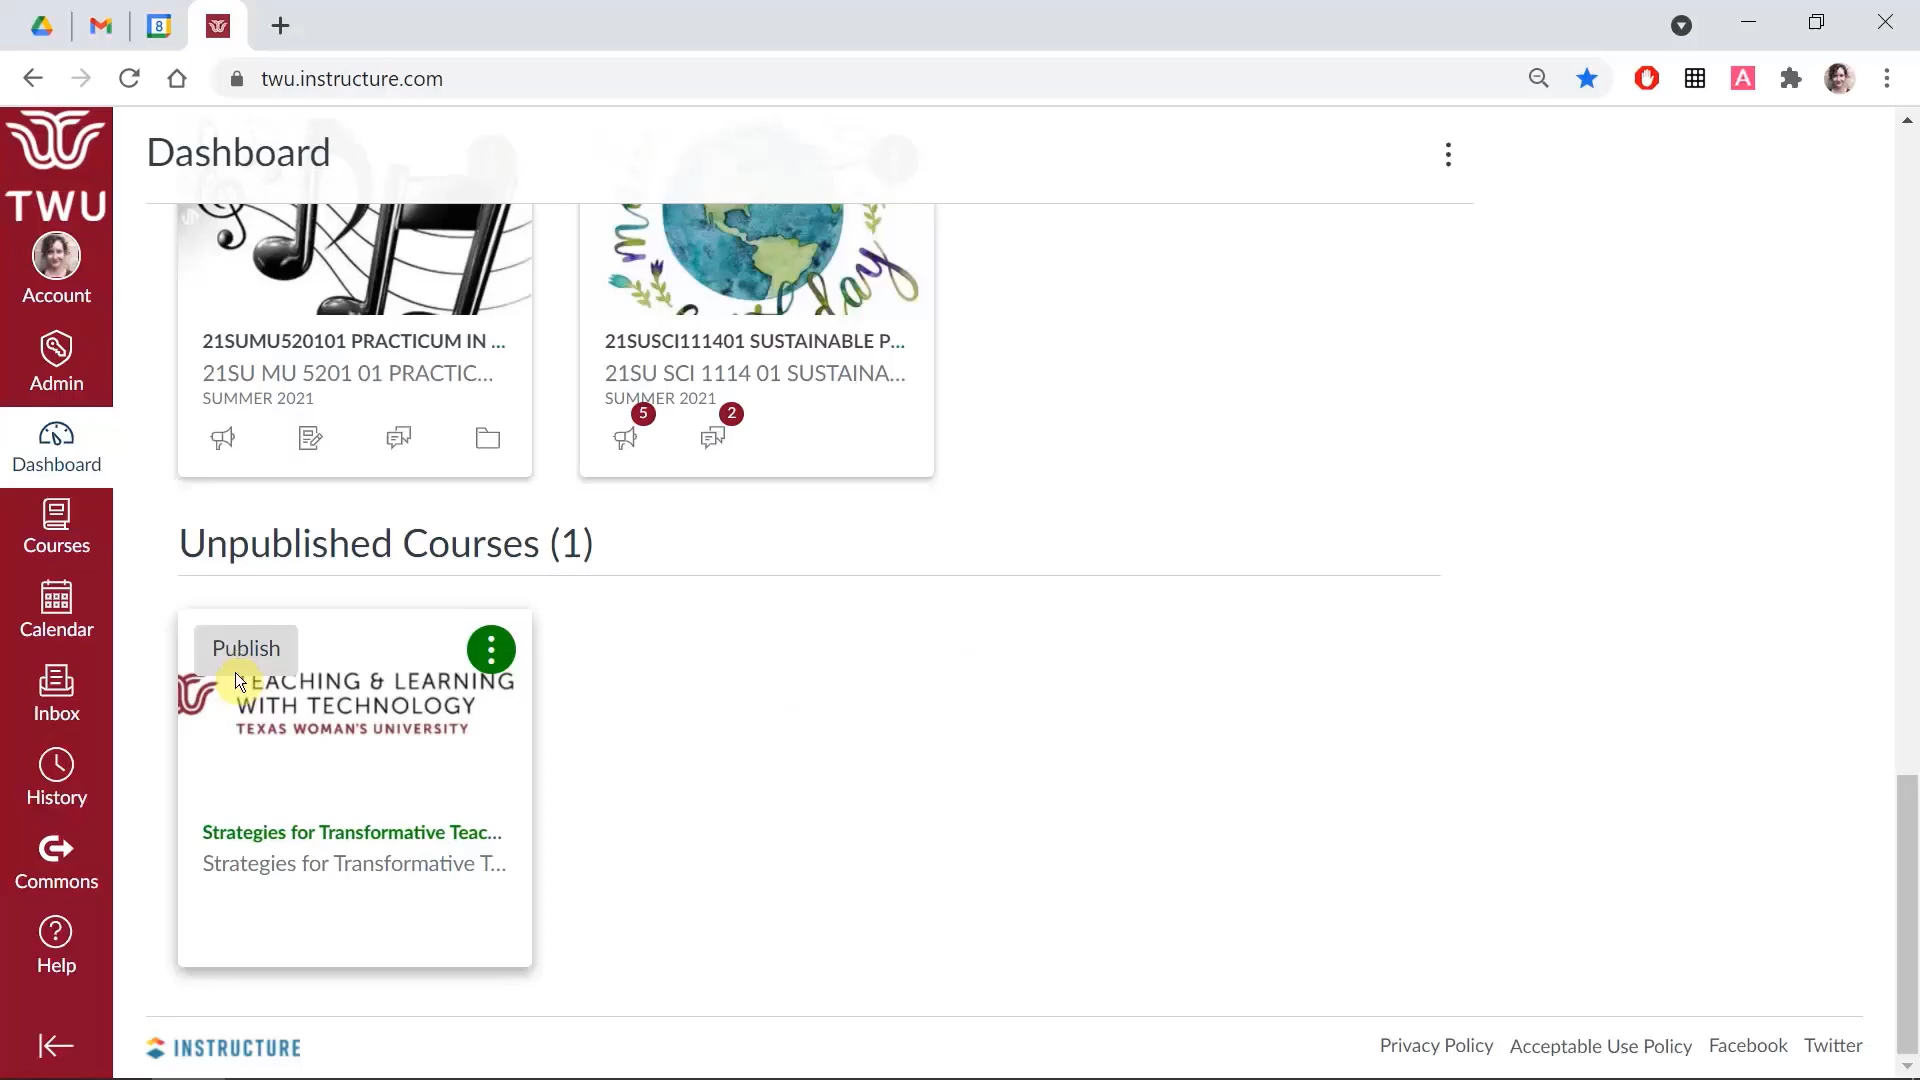 8
twu.instructure.com
A
TWU
Account
Admin
Dashboard
Courses
Calendar
Inbox
History
Commons
Help
Dashboard
21SUMU520101 PRACTICUM IN ...
21SU MU 5201 01 PRACTIC...
SUMMER 2021
day
21SUSCI111401 SUSTAINABLE P...
21SU SCI 1114 01 SUSTAINA...
SUMMER 2021
5
2
Unpublished Courses (1)
Publish
TEACHING & LEARNING
WITH TECHNOLOGY
TEXAS WOMAN'S UNIVERSITY
Strategies for Transformative Teac...
Strategies for Transformative T...
INSTRUCTURE
Privacy Policy Acceptable Use Policy Facebook Twitter